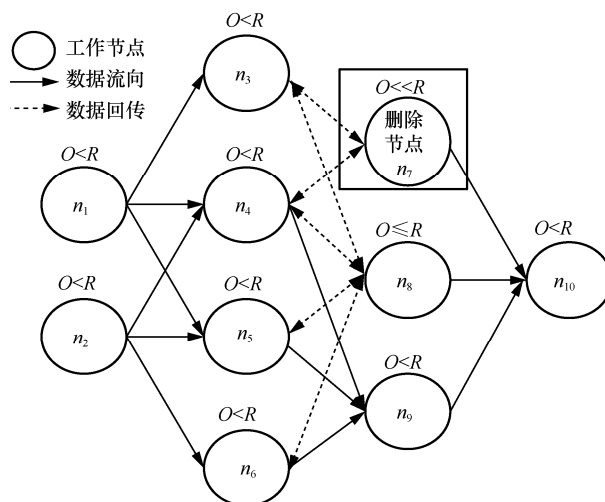 工作节点
数据流向
数据回传
O<R
n₃
O<<R
删除
节点
n₇
O<R
n₁
O<R
n₄
O≤R
n₈
O<R
n₁₀
O<R
n₂
O<R
n₅
O<R
n₉
O<R
n₆